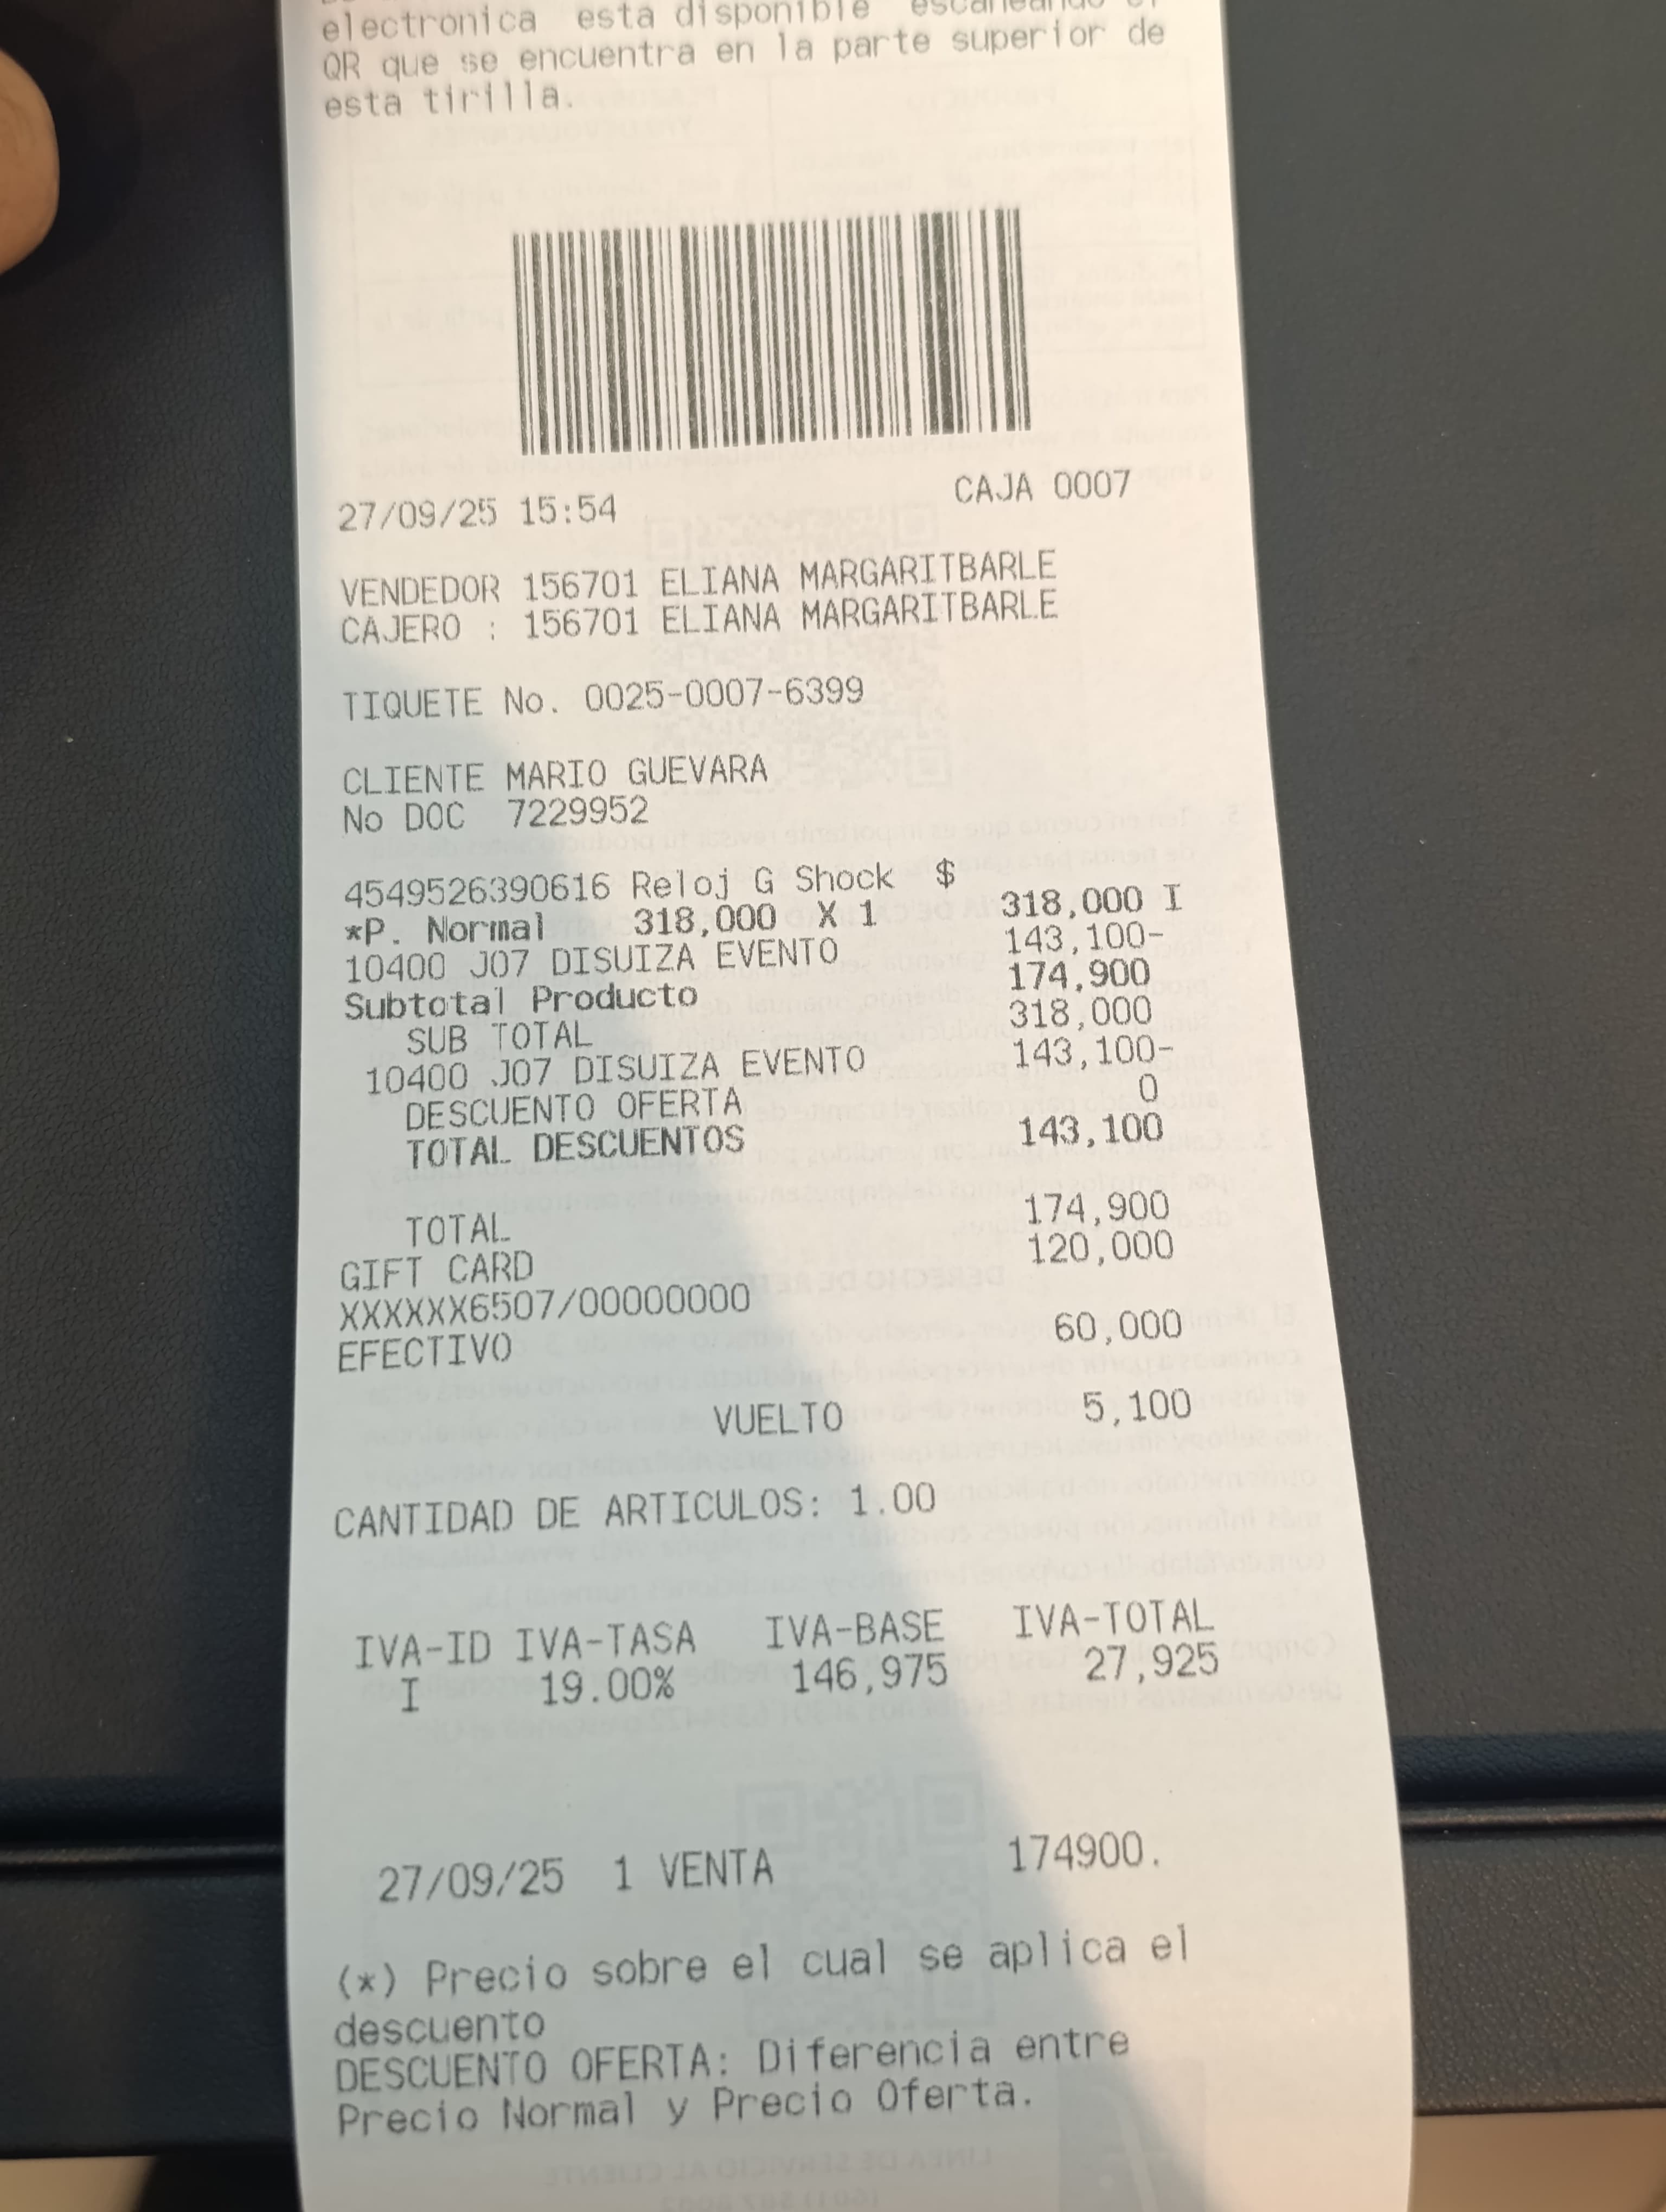 electronica esta disponible escaneando el
QR que se encuentra en la parte superior de
esta tirilla.
27/09/25 15:54 CAJA 0007
VENDEDOR 156701 ELIANA MARGARITBARLE
CAJERO : 156701 ELIANA MARGARITBARLE
TIQUETE No. 0025-0007-6399
CLIENTE MARIO GUEVARA
No DOC 7229952
4549526390616 Reloj G Shock $
*P. Normal 318,000 X 1 318,000 I
10400 J07 DISUIZA EVENTO 143,100-
Subtotal Producto 174,900
SUB TOTAL 318,000
10400 J07 DISUIZA EVENTO 143,100-
DESCUENTO OFERTA 0
TOTAL DESCUENTOS 143,100
TOTAL 174,900
GIFT CARD 120,000
XXXXXX6507/00000000
EFECTIVO 60,000
VUELTO 5,100
CANTIDAD DE ARTICULOS: 1.00
IVA-ID IVA-TASA IVA-BASE IVA-TOTAL
I 19.00% 146,975 27,925
27/09/25 1 VENTA 174900.
(*) Precio sobre el cual se aplica el
descuento
DESCUENTO OFERTA: Diferencia entre
Precio Normal y Precio Oferta.